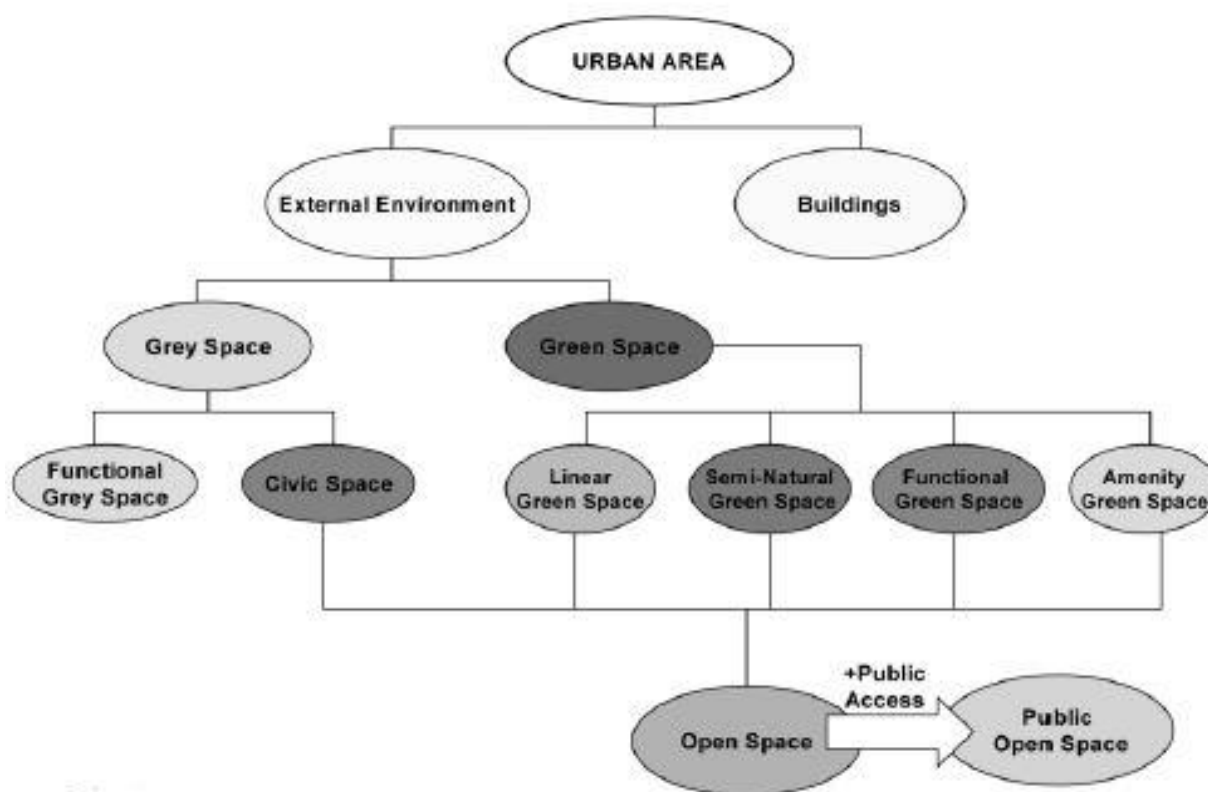 URBAN AREA
External Environment
Buildings
Grey Space
Green Space
Functional
Grey Space
Civic Space
Linear
Green Space
Semi-Natural
Green Space
Functional
Green Space
Amenity
Green Space
+Public
Access
Open Space
Public
Open Space